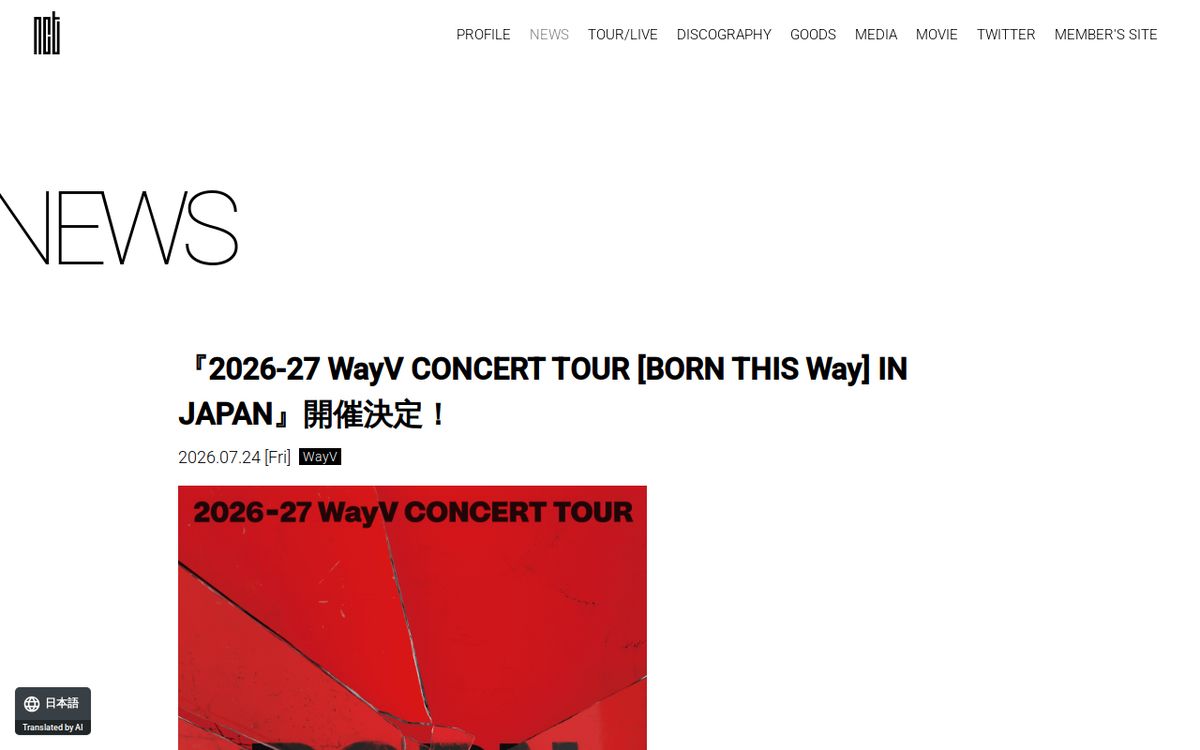 nct
PROFILE NEWS TOUR/LIVE DISCOGRAPHY GOODS MEDIA MOVIE TWITTER MEMBER'S SITE
NEWS
『2026-27 WayV CONCERT TOUR [BORN THIS Way] IN
JAPAN』開催決定！
2026.07.24 [Fri] WayV
2026-27 WayV CONCERT TOUR
日本語
Translated by AI